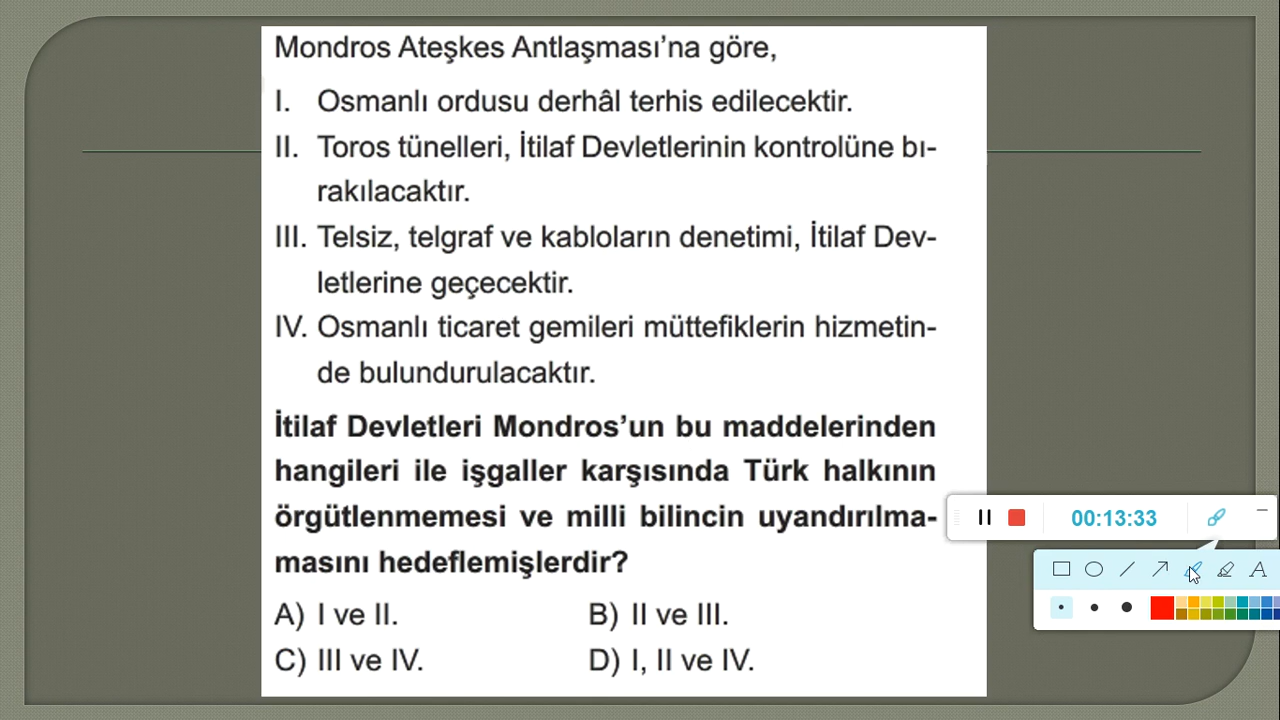 Mondros Ateşkes Antlaşması’na göre,
I. Osmanlı ordusu derhâl terhis edilecektir.
II. Toros tünelleri, İtilaf Devletlerinin kontrolüne bı-
rakılacaktır.
III. Telsiz, telgraf ve kabloların denetimi, İtilaf Dev-
letlerine geçecektir.
IV. Osmanlı ticaret gemileri müttefiklerin hizmetin-
de bulundurulacaktır.
İtilaf Devletleri Mondros’un bu maddelerinden
hangileri ile işgaller karşısında Türk halkının
örgütlenmemesi ve milli bilincin uyandırılma-
masını hedeflemişlerdir?
A) I ve II. B) II ve III.
C) III ve IV. D) I, II ve IV.
00:13:33
A